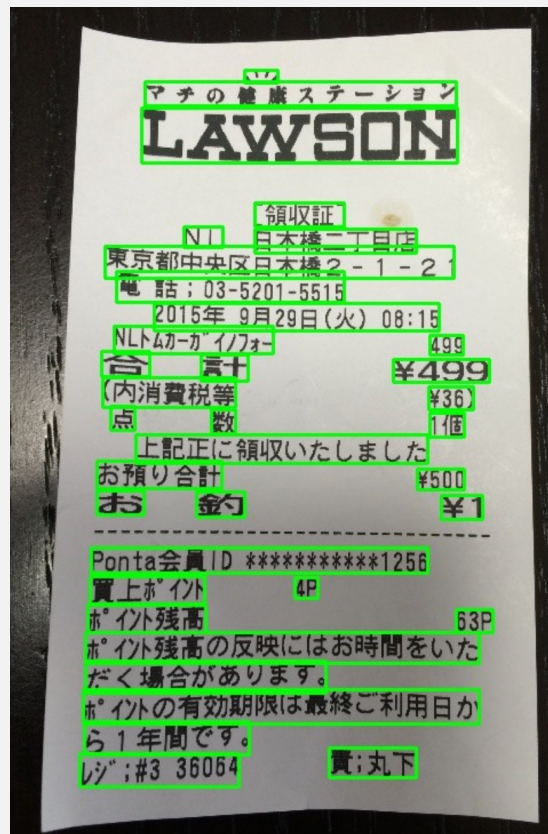 マチの健康ステーション
LAWSON
領収証
NL 日本橋二丁目店
東京都中央区日本橋2-1-21
電 話;03-5201-5515
2015年 9月29日(火) 08:15
NLトムカーガイノフォー 499
合 計 ¥499
(内消費税等 ¥36)
点 数 1個
上記正に領収いたしました
お預り合計 ¥500
お 釣 ¥1
Ponta会員ID ***********1256
買上ポイント 4P
ポイント残高 63P
ポイント残高の反映にはお時間をいた
だく場合があります。
ポイントの有効期限は最終ご利用日か
ら1年間です。
レジ;#3 36064 責;丸下